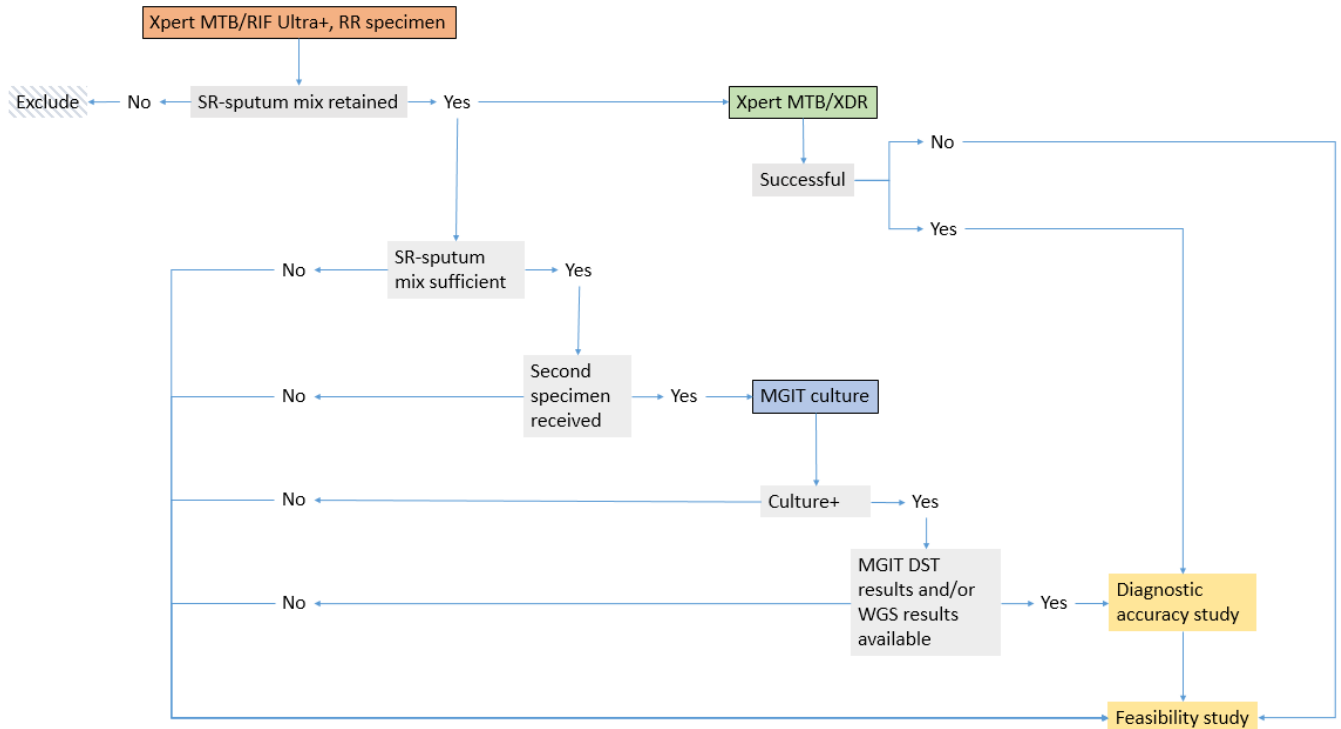 Xpert MTB/RIF Ultra+, RR specimen
Exclude
No
SR-sputum mix retained
Yes
Xpert MTB/XDR
No
Successful
Yes
No
SR-sputum
mix sufficient
Yes
No
Second
specimen
received
Yes
MGIT culture
No
Culture+
Yes
No
MGIT DST
results and/or
WGS results
available
Yes
Diagnostic
accuracy study
Feasibility study